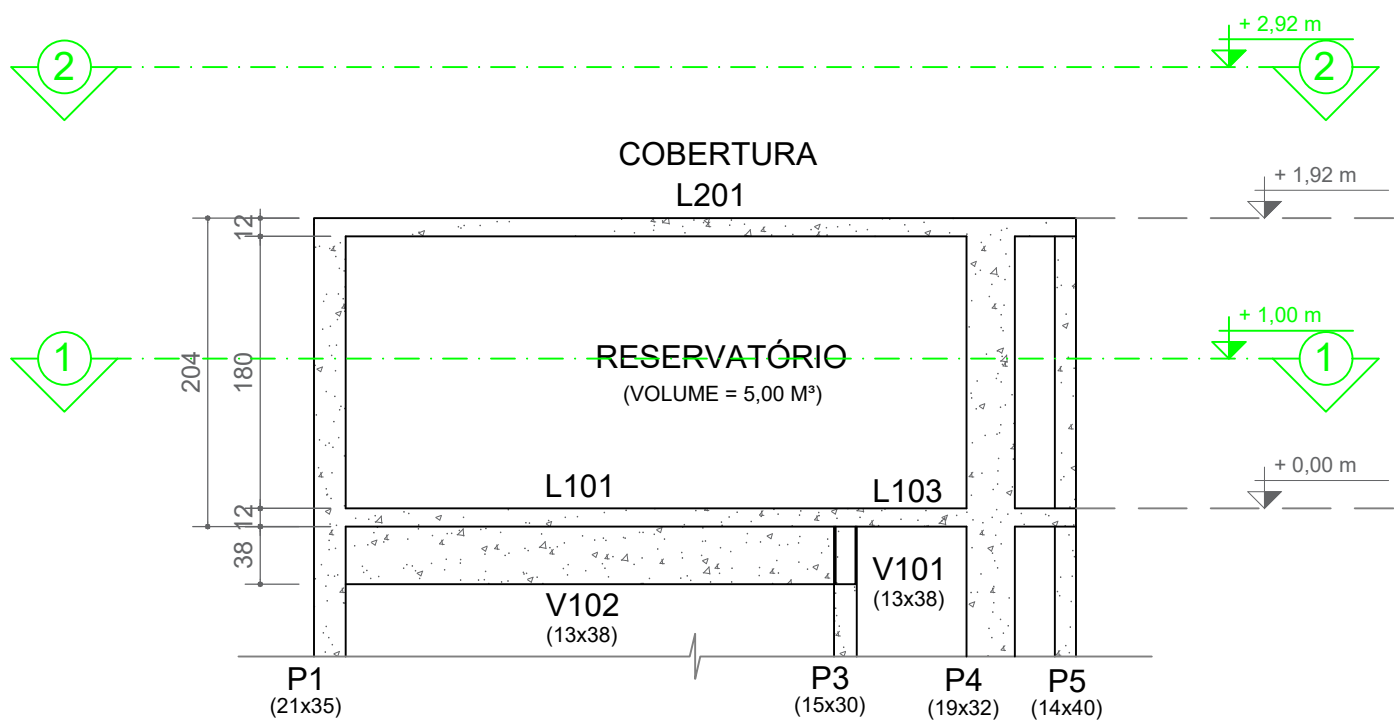 + 2,92 m
2
2
COBERTURA
L201
+ 1,92 m
12
+ 1,00 m
1
1
204
180
RESERVATÓRIO
(VOLUME = 5,00 M³)
+ 0,00 m
L101
L103
12
38
V101
(13x38)
V102
(13x38)
P1
(21x35)
P3
(15x30)
P4
(19x32)
P5
(14x40)